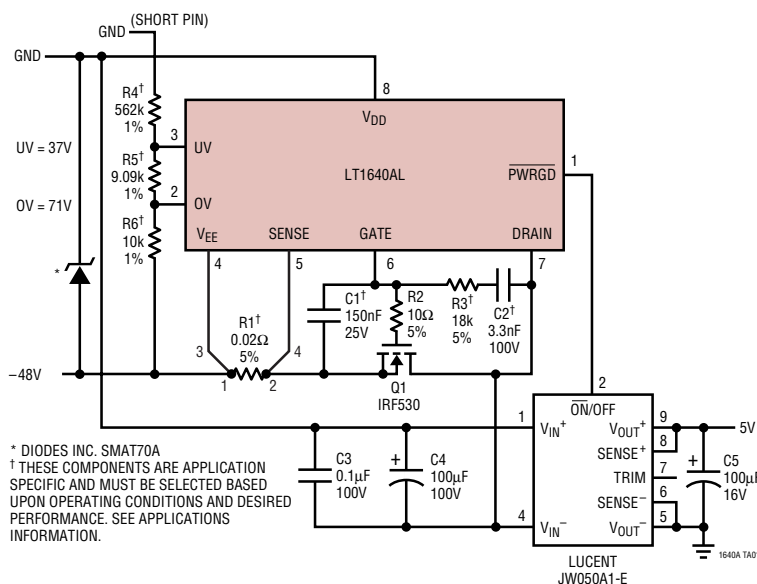 (SHORT PIN)
GND
GND
R4†
562k
1%
UV = 37V
R5†
9.09k
1%
OV = 71V
R6†
10k
1%
*
−48V
8
VDD
3
UV
LT1640AL
PWRGD
1
2
OV
VEE
SENSE
GATE
DRAIN
4
5
6
7
R1†
0.02Ω
5%
3
4
1
2
C1†
150nF
25V
R2
10Ω
5%
R3†
18k
5%
C2†
3.3nF
100V
Q1
IRF530
2
ON/OFF
1
VIN+
VOUT+
9
5V
SENSE+
8
TRIM
7
SENSE−
6
4
VIN−
VOUT−
5
C3
0.1µF
100V
+
C4
100µF
100V
+
C5
100µF
16V
LUCENT
JW050A1-E
* DIODES INC. SMAT70A
† THESE COMPONENTS ARE APPLICATION
SPECIFIC AND MUST BE SELECTED BASED
UPON OPERATING CONDITIONS AND DESIRED
PERFORMANCE. SEE APPLICATIONS
INFORMATION.
1640A